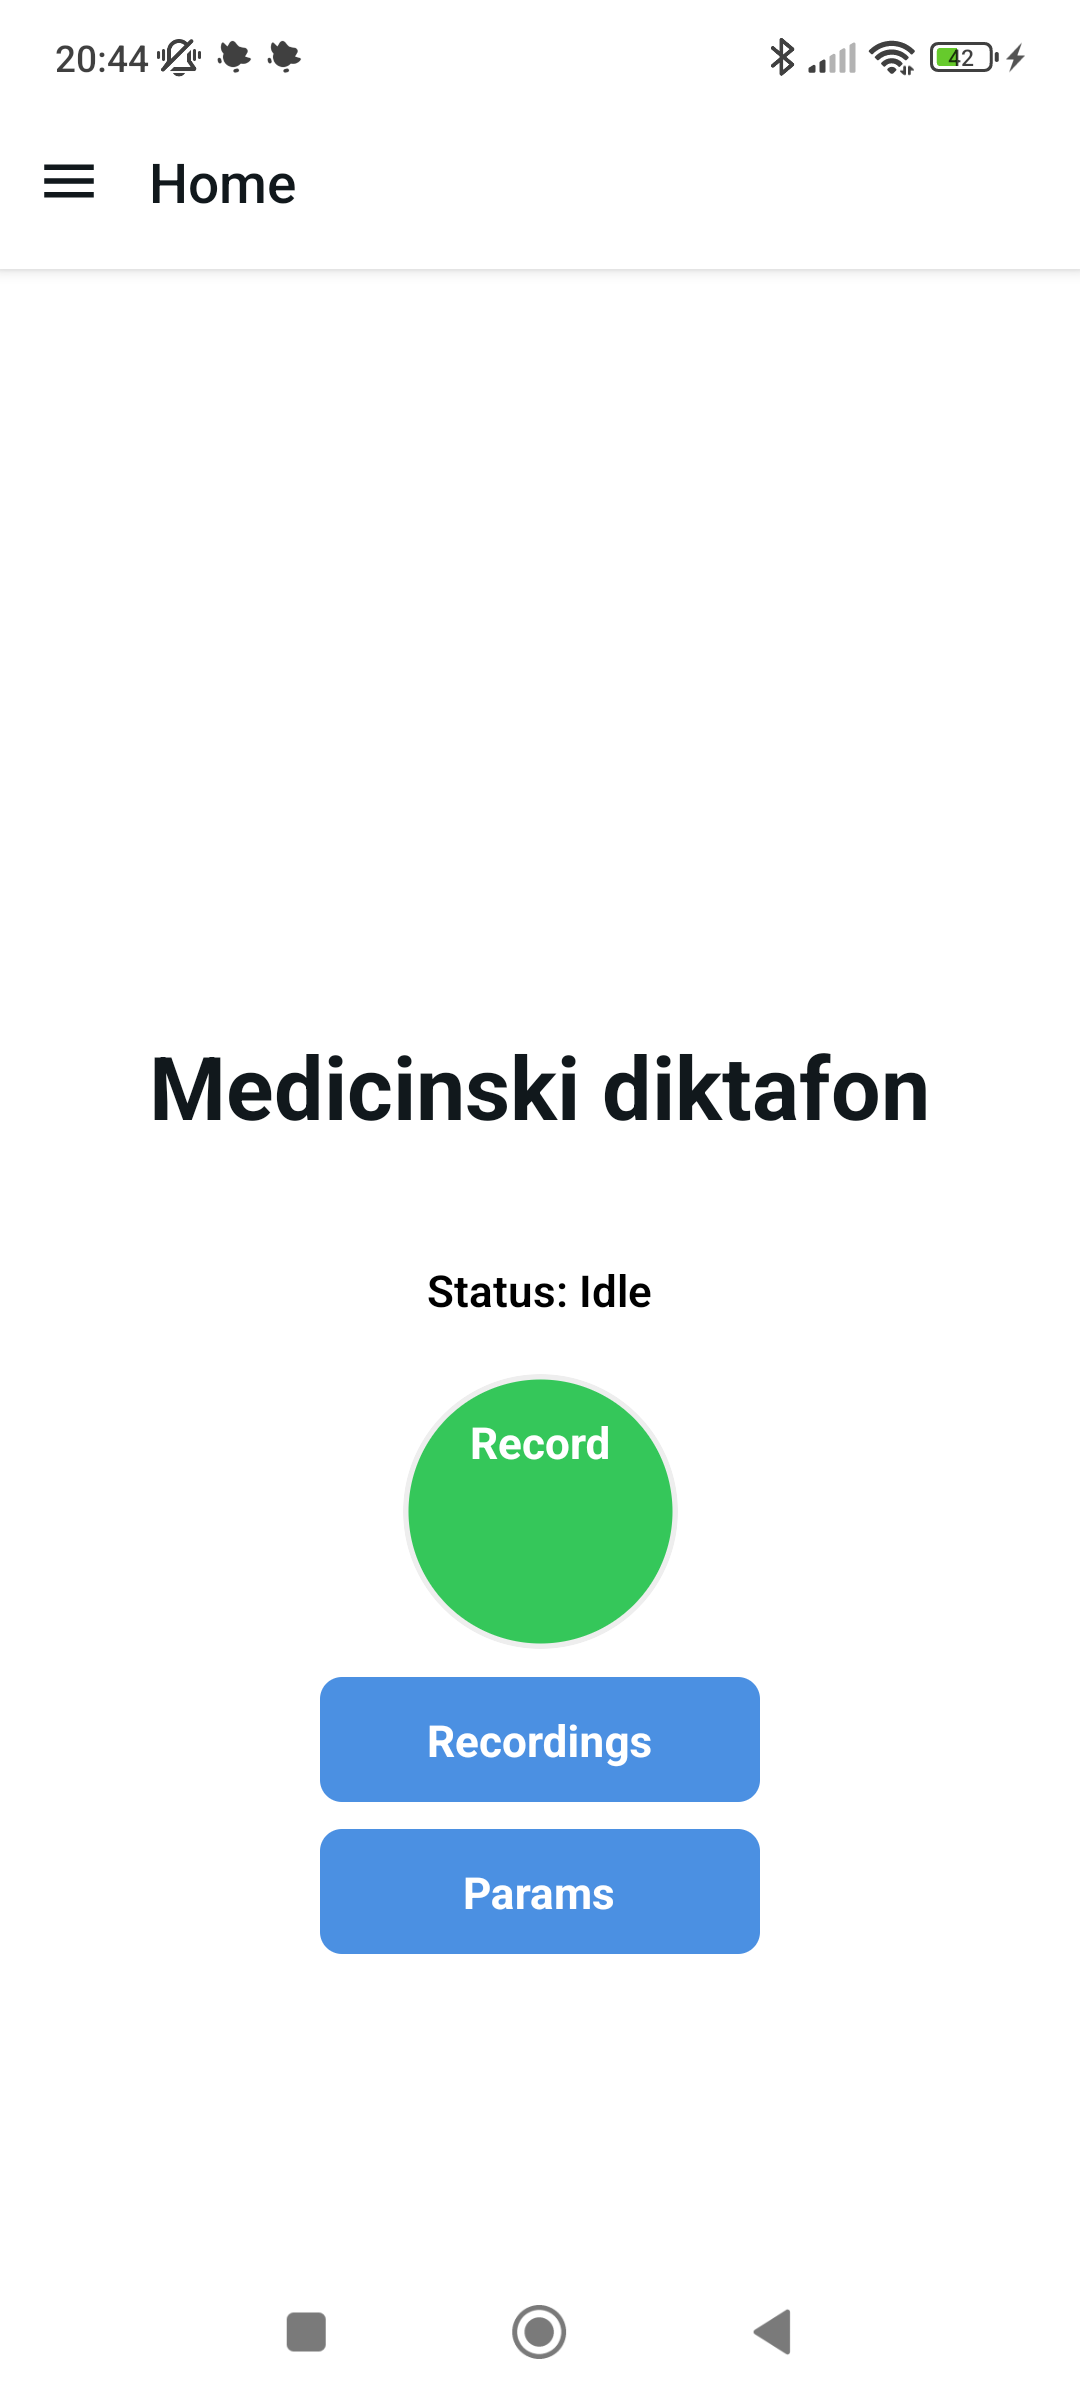 20:44
42
Home
Medicinski diktafon
Status: Idle
Record
Recordings
Params